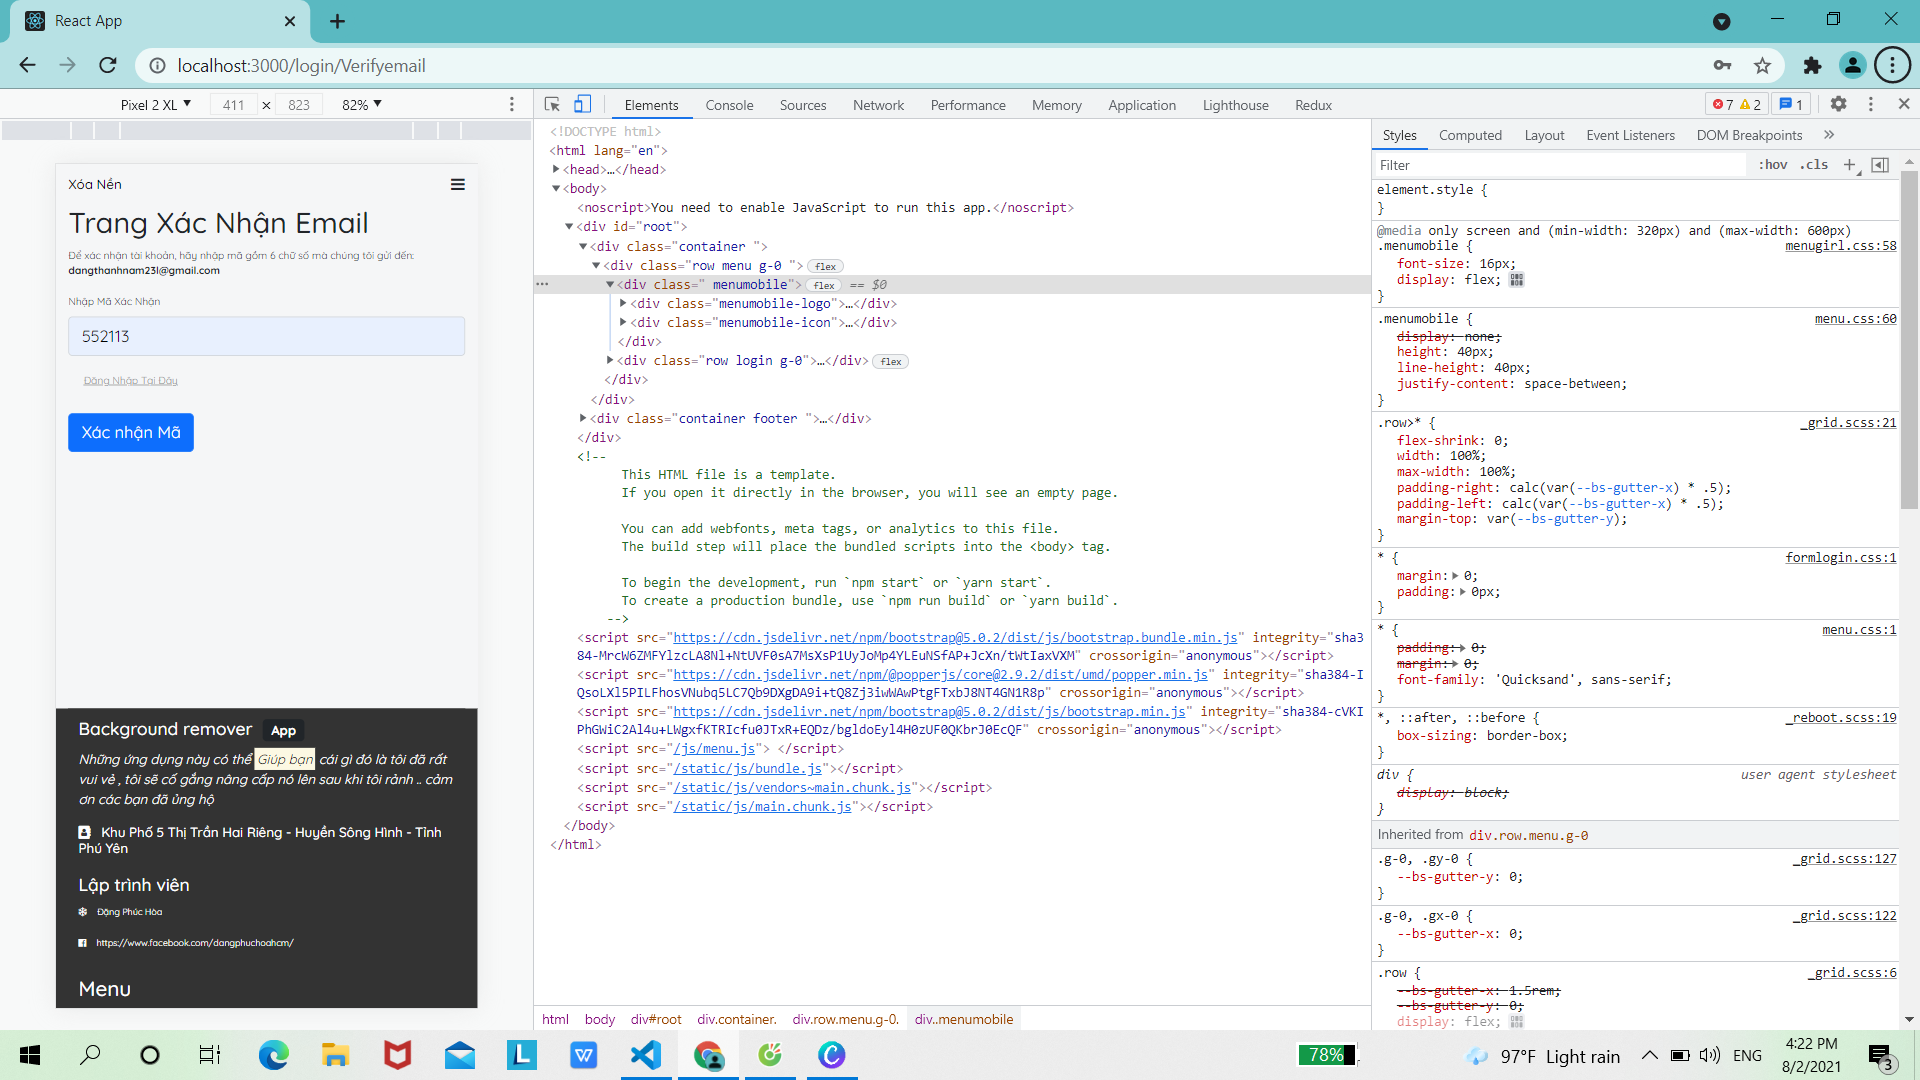 React App
localhost:3000/login/Verifyemail
Pixel 2 XL ▼ 411 × 823 82% ▼
Xóa Nền
Trang Xác Nhận Email
Để xác nhận tài khoản, hãy nhập mã gồm 6 chữ số mà chúng tôi gửi đến:
dangthanhnam23l@gmail.com
Nhập Mã Xác Nhận
552113
Đăng Nhập Tại Đây
Xác nhận Mã
Background remover App
Những ứng dụng này có thể Giúp bạn cái gì đó là tôi đã rất
vui vẻ , tôi sẽ cố gắng nâng cấp nó lên sau khi tôi rảnh .. cảm
ơn các bạn đã ủng hộ
Khu Phố 5 Thị Trấn Hai Riêng - Huyền Sông Hình - Tỉnh
Phú Yên
Lập trình viên
Đặng Phúc Hòa
https://www.facebook.com/dangphuchoahcm/
Menu
Elements Console Sources Network Performance Memory Application Lighthouse Redux 7 2 1
<!DOCTYPE html>
<html lang="en">
<head>…</head>
<body>
<noscript>You need to enable JavaScript to run this app.</noscript>
<div id="root">
<div class="container ">
<div class="row menu g-0 "> flex
<div class=" menumobile"> flex == $0
<div class="menumobile-logo">…</div>
<div class="menumobile-icon">…</div>
</div>
<div class="row login g-0">…</div> flex
</div>
</div>
<div class="container footer ">…</div>
</div>
<!--
This HTML file is a template.
If you open it directly in the browser, you will see an empty page.
You can add webfonts, meta tags, or analytics to this file.
The build step will place the bundled scripts into the <body> tag.
To begin the development, run `npm start` or `yarn start`.
To create a production bundle, use `npm run build` or `yarn build`.
-->
<script src="https://cdn.jsdelivr.net/npm/bootstrap@5.0.2/dist/js/bootstrap.bundle.min.js" integrity="sha3
84-MrcW6ZMFYlzcLA8Nl+NtUVF0sA7MsXsP1UyJoMp4YLEuNSfAP+JcXn/tWtIaxVXM" crossorigin="anonymous"></script>
<script src="https://cdn.jsdelivr.net/npm/@popperjs/core@2.9.2/dist/umd/popper.min.js" integrity="sha384-I
QsoLXl5PILFhosVNubq5LC7Qb9DXgDA9i+tQ8Zj3iwWAwPtgFTxbJ8NT4GN1R8p" crossorigin="anonymous"></script>
<script src="https://cdn.jsdelivr.net/npm/bootstrap@5.0.2/dist/js/bootstrap.min.js" integrity="sha384-cVKI
PhGWiC2Al4u+LWgxfKTRIcfu0JTxR+EQDz/bgldoEyl4H0zUF0QKbrJ0EcQF" crossorigin="anonymous"></script>
<script src="/js/menu.js"> </script>
<script src="/static/js/bundle.js"></script>
<script src="/static/js/vendors~main.chunk.js"></script>
<script src="/static/js/main.chunk.js"></script>
</body>
</html>
html body div#root div.container. div.row.menu.g-0. div..menumobile
Styles Computed Layout Event Listeners DOM Breakpoints »
Filter :hov .cls +
element.style {
}
@media only screen and (min-width: 320px) and (max-width: 600px)
.menumobile { menugirl.css:58
font-size: 16px;
display: flex;
}
.menumobile { menu.css:60
display: none;
height: 40px;
line-height: 40px;
justify-content: space-between;
}
.row>* { _grid.scss:21
flex-shrink: 0;
width: 100%;
max-width: 100%;
padding-right: calc(var(--bs-gutter-x) * .5);
padding-left: calc(var(--bs-gutter-x) * .5);
margin-top: var(--bs-gutter-y);
}
* { formlogin.css:1
margin: 0;
padding: 0px;
}
* { menu.css:1
padding: 0;
margin: 0;
font-family: 'Quicksand', sans-serif;
}
*, ::after, ::before { _reboot.scss:19
box-sizing: border-box;
}
div { user agent stylesheet
display: block;
}
Inherited from div.row.menu.g-0
.g-0, .gy-0 { _grid.scss:127
--bs-gutter-y: 0;
}
.g-0, .gx-0 { _grid.scss:122
--bs-gutter-x: 0;
}
.row { _grid.scss:6
--bs-gutter-x: 1.5rem;
--bs-gutter-y: 0;
display: flex;
78% 97°F Light rain ENG 4:22 PM
8/2/2021 3